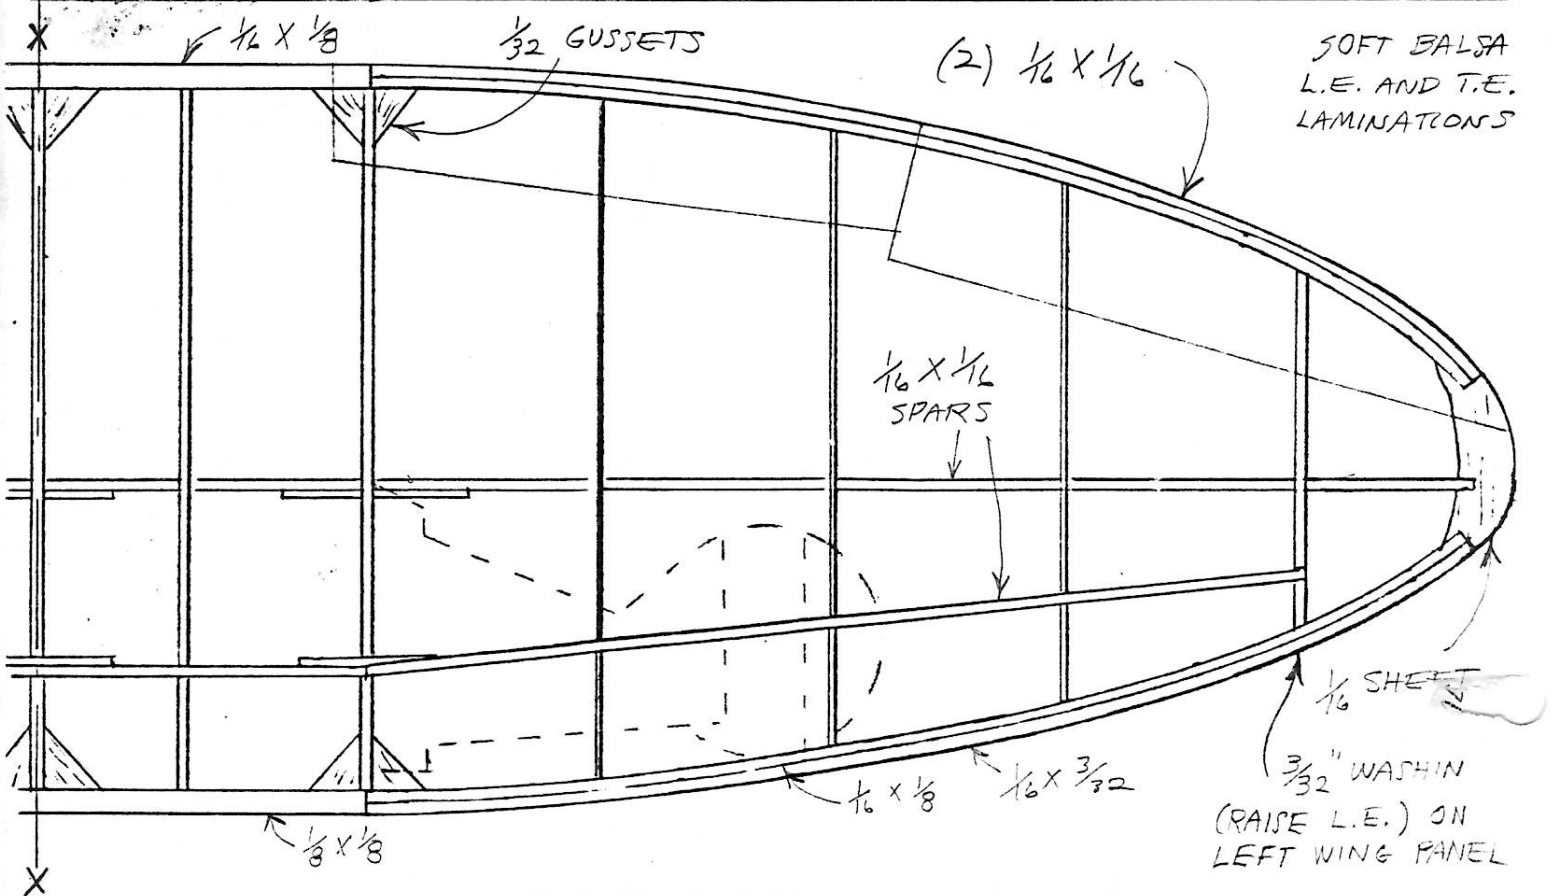 X
1/16 X 1/8
1/32 GUSSETS
(2) 1/16 X 1/16
SOFT BALSA
L.E. AND T.E.
LAMINATIONS
1/16 X 1/16
SPARS
1/16 SHEET
3/32" WASHIN
(RAISE L.E.) ON
LEFT WING PANEL
1/16 X 3/32
1/16 X 1/8
1/8 X 1/8
X